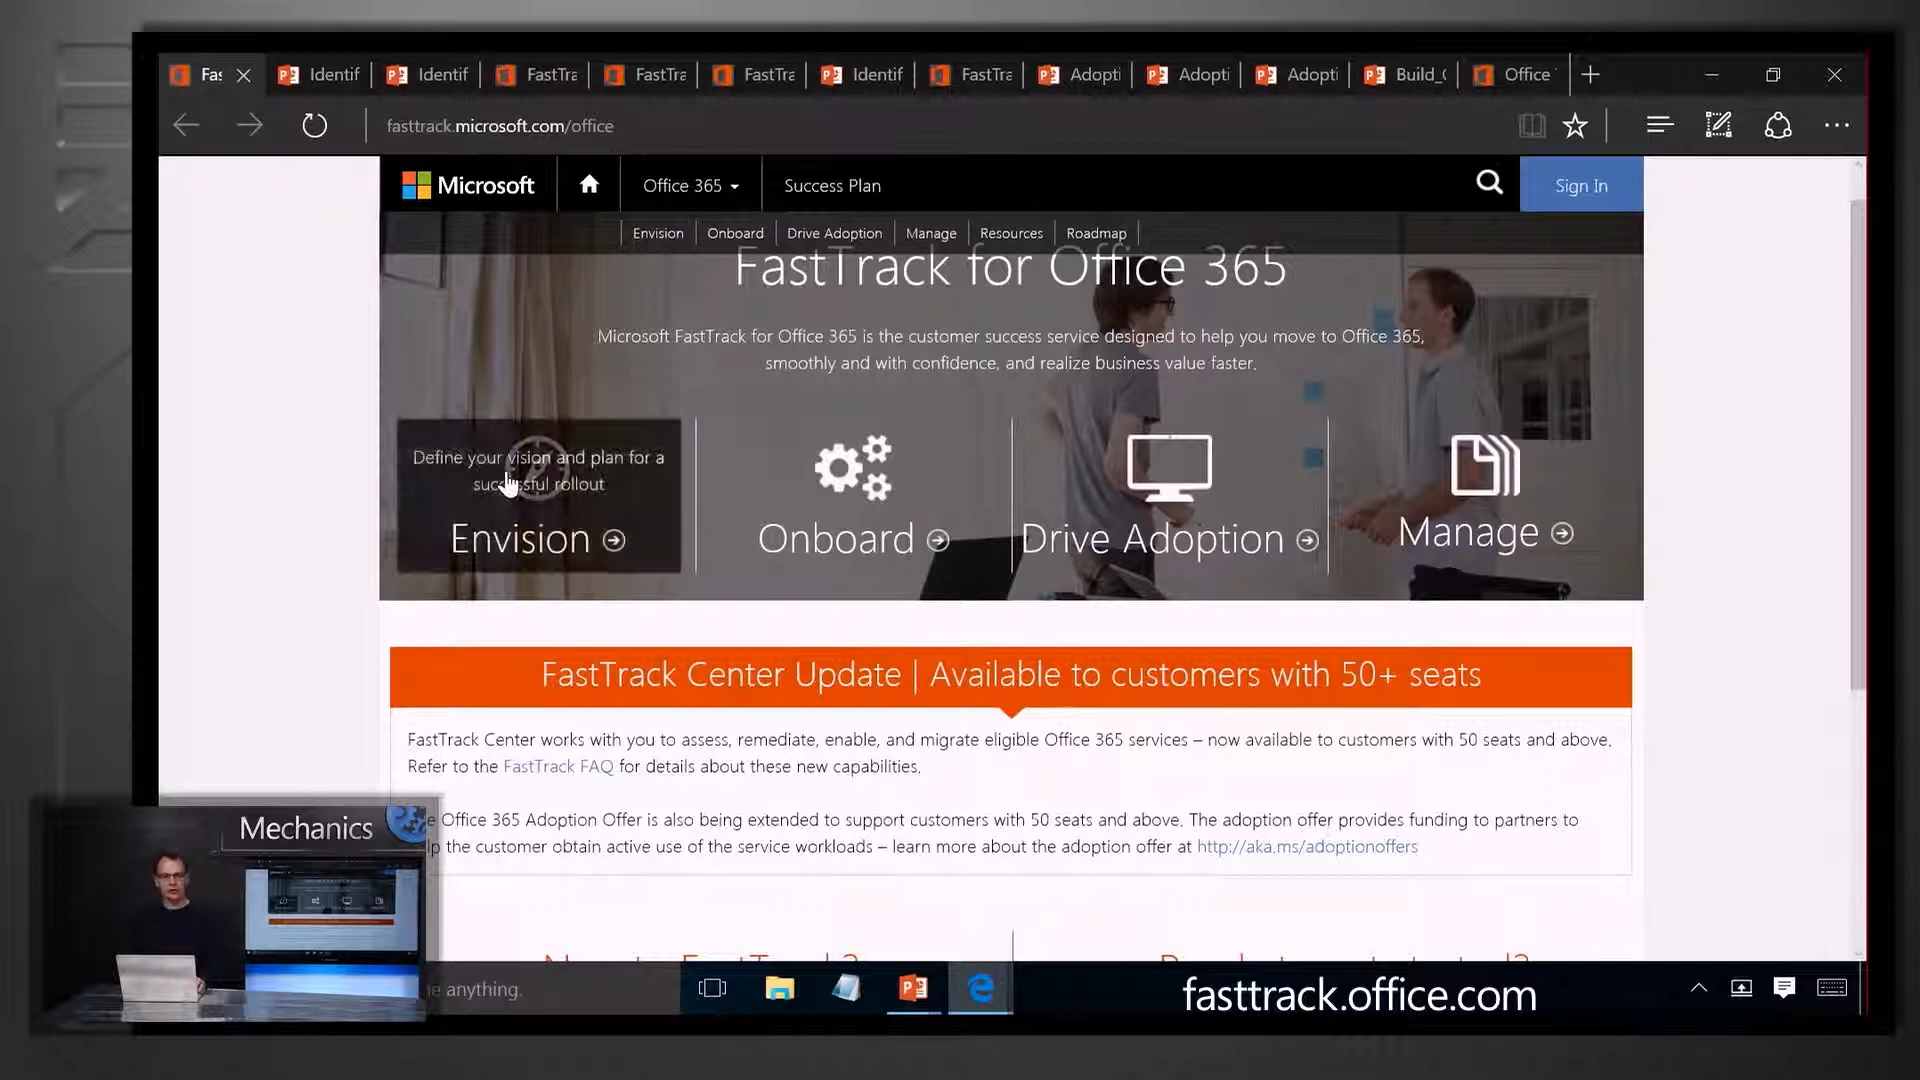 Fas
Identif
Identif
FastTra
FastTra
FastTra
Identif
FastTra
Adopti
Adopti
Adopti
Build_
Office
fasttrack.microsoft.com/office
Microsoft
Office 365
Success Plan
Sign In
Envision
Onboard
Drive Adoption
Manage
Resources
Roadmap
FastTrack for Office 365
Microsoft FastTrack for Office 365 is the customer success service designed to help you move to Office 365,
smoothly and with confidence, and realize business value faster.
Define your vision and plan for a
successful rollout
Envision
Onboard
Drive Adoption
Manage
FastTrack Center Update | Available to customers with 50+ seats
FastTrack Center works with you to assess, remediate, enable, and migrate eligible Office 365 services – now available to customers with 50 seats and above.
Refer to the FastTrack FAQ for details about these new capabilities.
e Office 365 Adoption Offer is also being extended to support customers with 50 seats and above. The adoption offer provides funding to partners to
lp the customer obtain active use of the service workloads – learn more about the adoption offer at http://aka.ms/adoptionoffers
Mechanics
e anything.
fasttrack.office.com